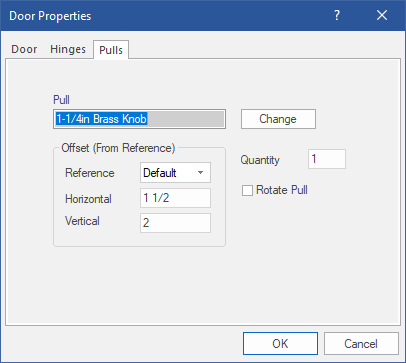 Door Properties ?
Door Hinges Pulls
Pull
1-1/4in Brass Knob Change
Offset (From Reference)
Reference Default
Horizontal 1 1/2
Vertical 2
Quantity 1
Rotate Pull
OK Cancel